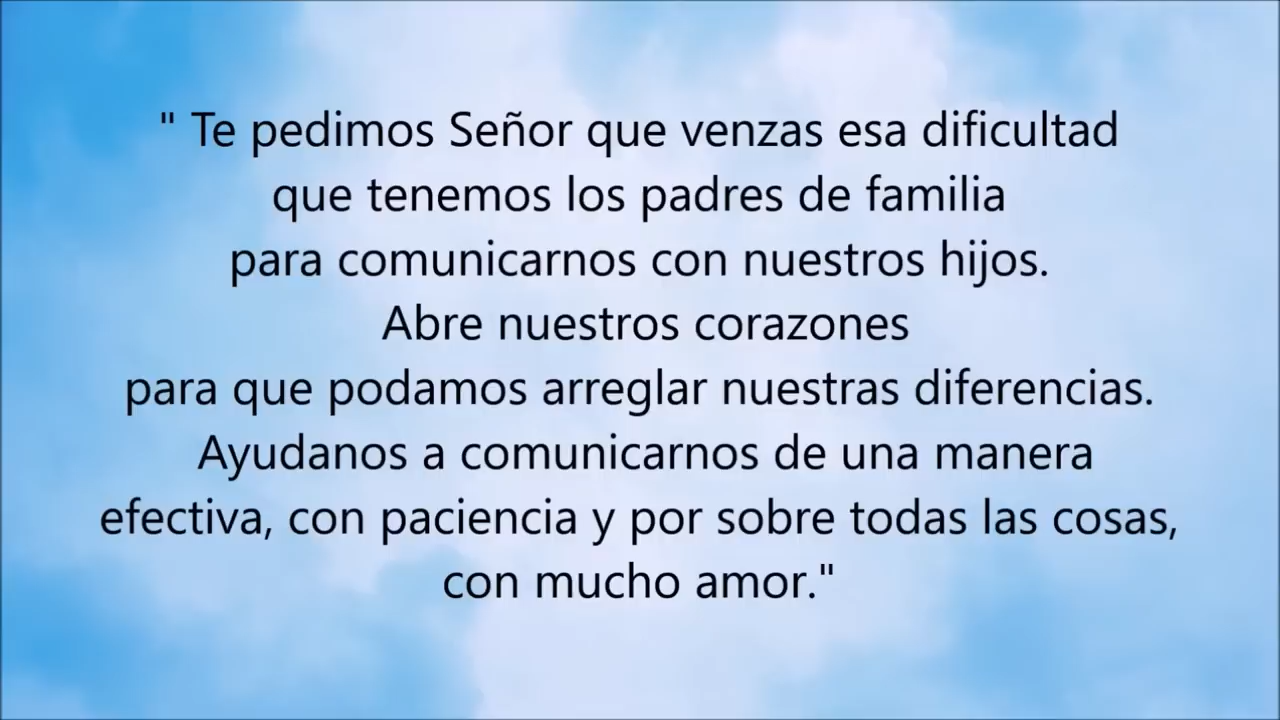 " Te pedimos Señor que venzas esa dificultad
que tenemos los padres de familia
para comunicarnos con nuestros hijos.
Abre nuestros corazones
para que podamos arreglar nuestras diferencias.
Ayudanos a comunicarnos de una manera
efectiva, con paciencia y por sobre todas las cosas,
con mucho amor."